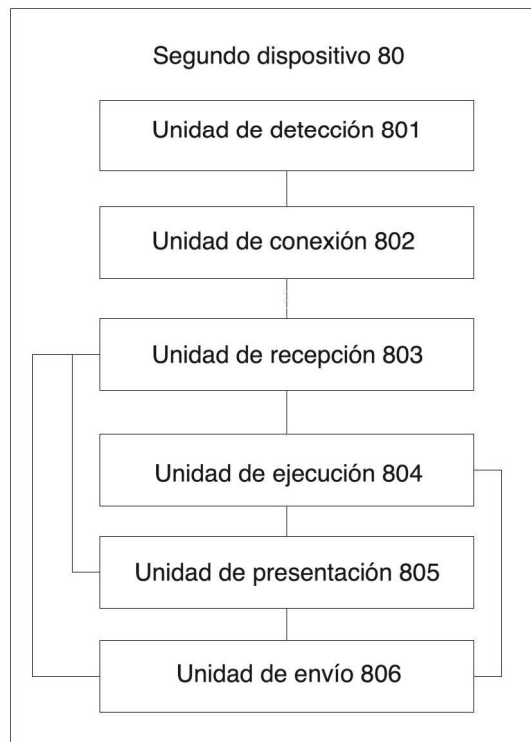 Segundo dispositivo 80
Unidad de detección 801
Unidad de conexión 802
Unidad de recepción 803
Unidad de ejecución 804
Unidad de presentación 805
Unidad de envío 806